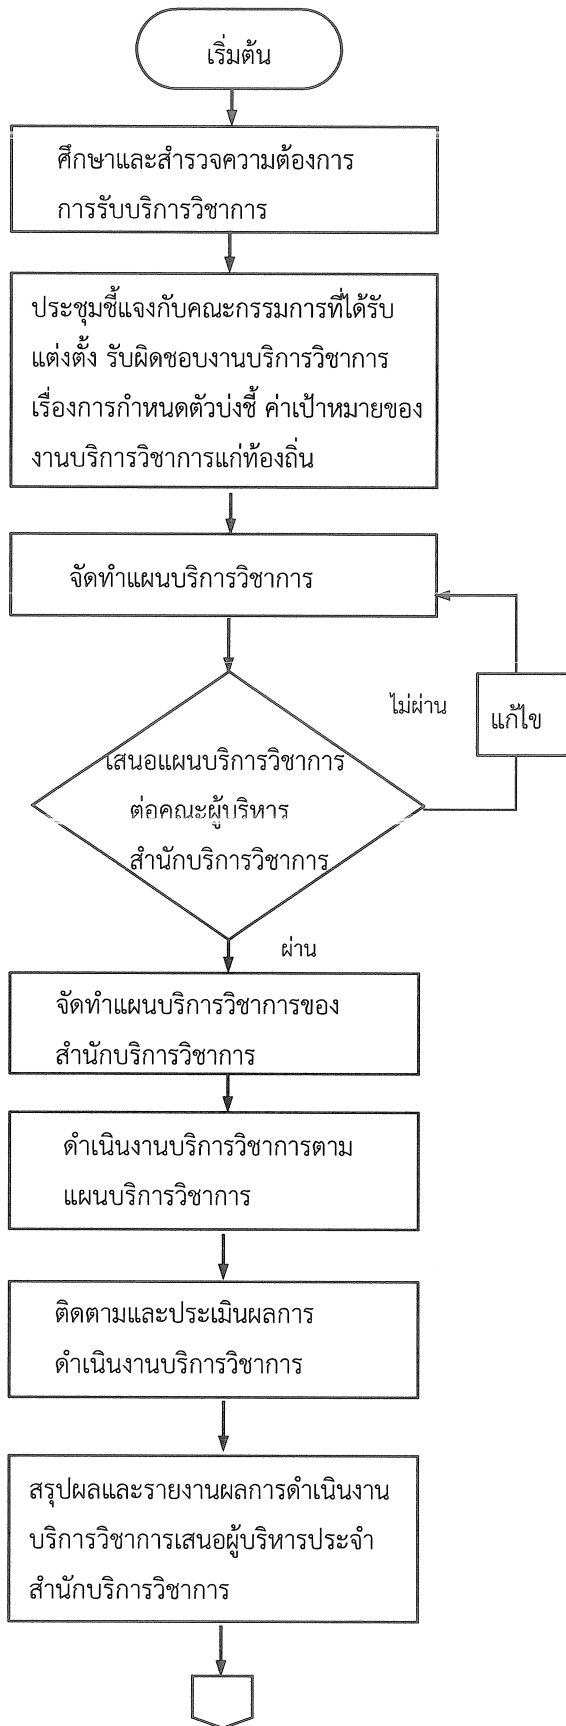 เริ่มต้น
ศึกษาและสำรวจความต้องการ
การรับบริการวิชาการ
ประชุมชี้แจงกับคณะกรรมการที่ได้รับ
แต่งตั้ง รับผิดชอบงานบริการวิชาการ
เรื่องการกำหนดตัวบ่งชี้ ค่าเป้าหมายของ
งานบริการวิชาการแก่ท้องถิ่น
จัดทำแผนบริการวิชาการ
ไม่ผ่าน
แก้ไข
เสนอแผนบริการวิชาการ
ต่อคณะผู้บริหาร
สำนักบริการวิชาการ
ผ่าน
จัดทำแผนบริการวิชาการของ
สำนักบริการวิชาการ
ดำเนินงานบริการวิชาการตาม
แผนบริการวิชาการ
ติดตามและประเมินผลการ
ดำเนินงานบริการวิชาการ
สรุปผลและรายงานผลการดำเนินงาน
บริการวิชาการเสนอผู้บริหารประจำ
สำนักบริการวิชาการ